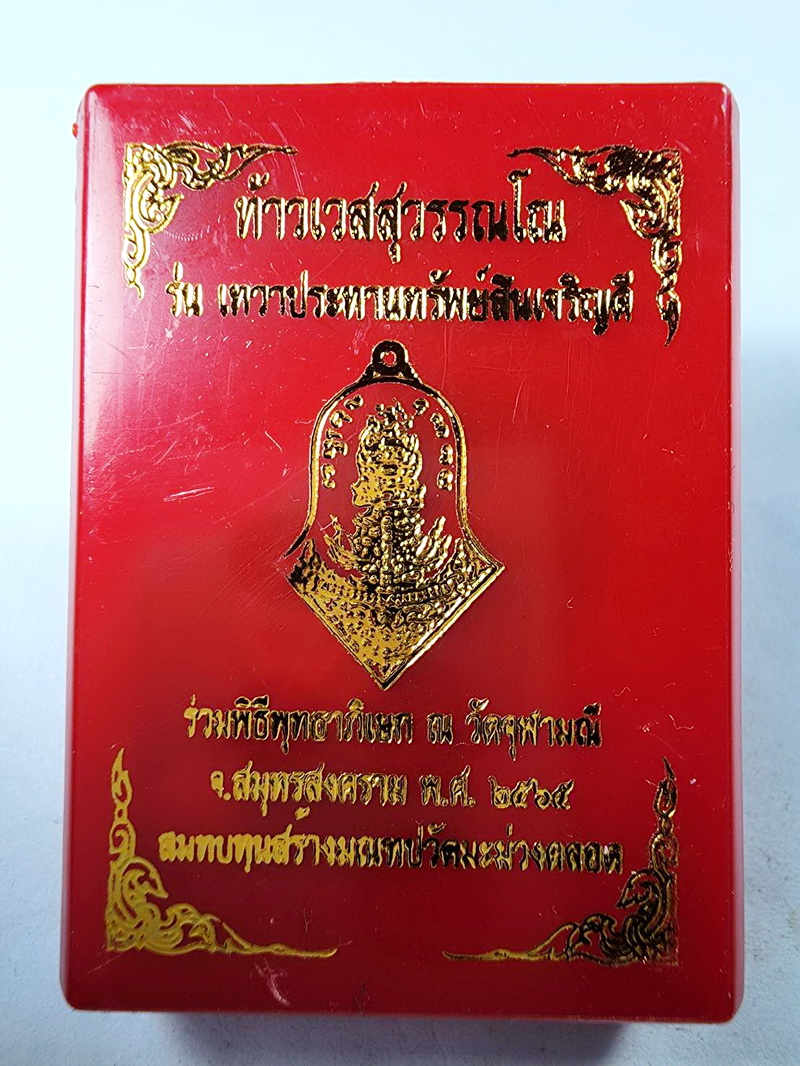 ท้าวเวสสุวรรณโณ
รุ่น เทวาประทานทรัพย์สินเจริญดี
ร่วมพิธีพุทธาภิเษก ณ วัดจุฬามณี
จ.สมุทรสงคราม พ.ศ. ๒๕๖๕
สมทบทุนสร้างมณฑปวัดมะม่วงตลอด